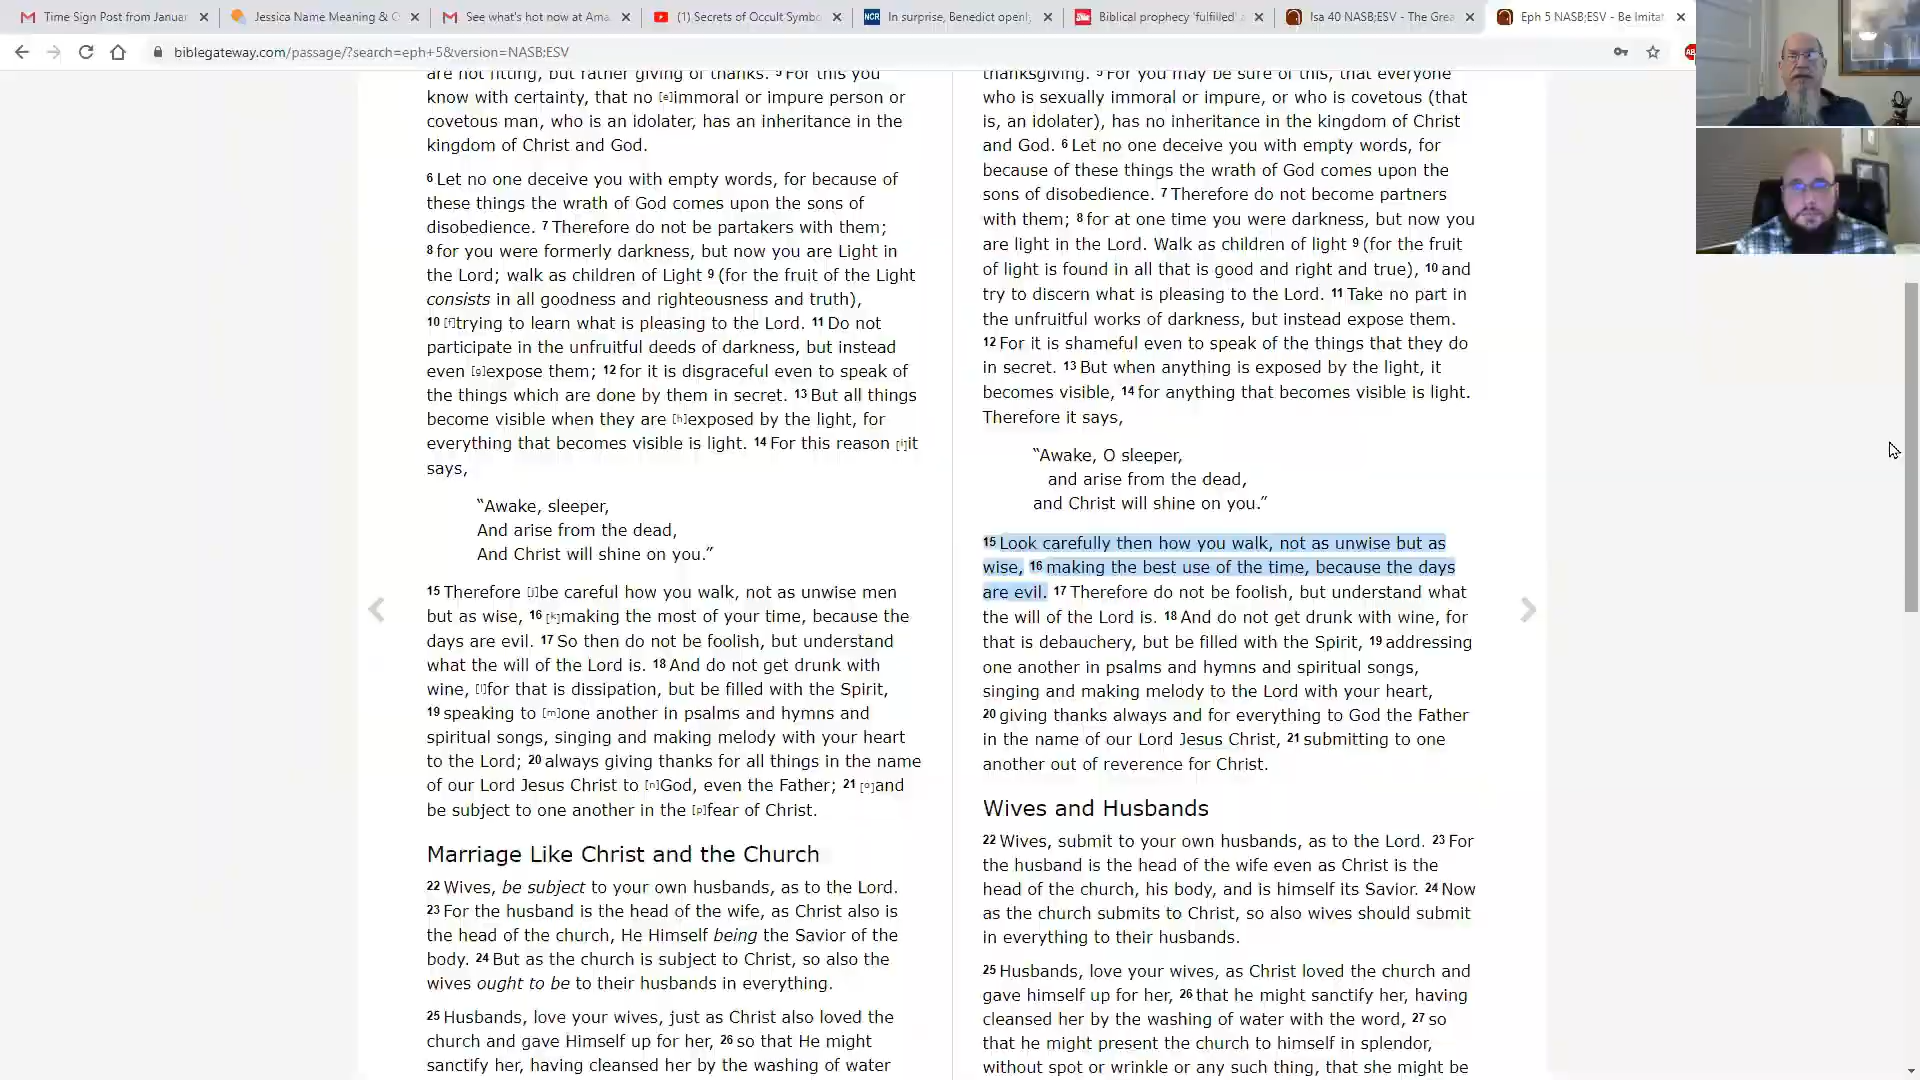 Time Sign Post from Januar
Jessica Name Meaning & O
See what's hot now at Ama
(1) Secrets of Occult Symbo
NCR
In surprise, Benedict openl
Biblical prophecy 'fulfilled'
Isa 40 NASB;ESV - The Grea
Eph 5 NASB;ESV - Be Imitat
biblegateway.com/passage/?search=eph+5&version=NASB;ESV
are not fitting, but rather giving of thanks. 5 For this you
know with certainty, that no [e]immoral or impure person or
covetous man, who is an idolater, has an inheritance in the
kingdom of Christ and God.
6 Let no one deceive you with empty words, for because of
these things the wrath of God comes upon the sons of
disobedience. 7 Therefore do not be partakers with them;
8 for you were formerly darkness, but now you are Light in
the Lord; walk as children of Light 9 (for the fruit of the Light
consists in all goodness and righteousness and truth),
10 [f]trying to learn what is pleasing to the Lord. 11 Do not
participate in the unfruitful deeds of darkness, but instead
even [g]expose them; 12 for it is disgraceful even to speak of
the things which are done by them in secret. 13 But all things
become visible when they are [h]exposed by the light, for
everything that becomes visible is light. 14 For this reason [i]it
says,
“Awake, sleeper,
And arise from the dead,
And Christ will shine on you.”
15 Therefore [j]be careful how you walk, not as unwise men
but as wise, 16 [k]making the most of your time, because the
days are evil. 17 So then do not be foolish, but understand
what the will of the Lord is. 18 And do not get drunk with
wine, [l]for that is dissipation, but be filled with the Spirit,
19 speaking to [m]one another in psalms and hymns and
spiritual songs, singing and making melody with your heart
to the Lord; 20 always giving thanks for all things in the name
of our Lord Jesus Christ to [n]God, even the Father; 21 [o]and
be subject to one another in the [p]fear of Christ.
Marriage Like Christ and the Church
22 Wives, be subject to your own husbands, as to the Lord.
23 For the husband is the head of the wife, as Christ also is
the head of the church, He Himself being the Savior of the
body. 24 But as the church is subject to Christ, so also the
wives ought to be to their husbands in everything.
25 Husbands, love your wives, just as Christ also loved the
church and gave Himself up for her, 26 so that He might
sanctify her, having cleansed her by the washing of water
thanksgiving. 5 For you may be sure of this, that everyone
who is sexually immoral or impure, or who is covetous (that
is, an idolater), has no inheritance in the kingdom of Christ
and God. 6 Let no one deceive you with empty words, for
because of these things the wrath of God comes upon the
sons of disobedience. 7 Therefore do not become partners
with them; 8 for at one time you were darkness, but now you
are light in the Lord. Walk as children of light 9 (for the fruit
of light is found in all that is good and right and true), 10 and
try to discern what is pleasing to the Lord. 11 Take no part in
the unfruitful works of darkness, but instead expose them.
12 For it is shameful even to speak of the things that they do
in secret. 13 But when anything is exposed by the light, it
becomes visible, 14 for anything that becomes visible is light.
Therefore it says,
“Awake, O sleeper,
and arise from the dead,
and Christ will shine on you.”
15 Look carefully then how you walk, not as unwise but as
wise, 16 making the best use of the time, because the days
are evil. 17 Therefore do not be foolish, but understand what
the will of the Lord is. 18 And do not get drunk with wine, for
that is debauchery, but be filled with the Spirit, 19 addressing
one another in psalms and hymns and spiritual songs,
singing and making melody to the Lord with your heart,
20 giving thanks always and for everything to God the Father
in the name of our Lord Jesus Christ, 21 submitting to one
another out of reverence for Christ.
Wives and Husbands
22 Wives, submit to your own husbands, as to the Lord. 23 For
the husband is the head of the wife even as Christ is the
head of the church, his body, and is himself its Savior. 24 Now
as the church submits to Christ, so also wives should submit
in everything to their husbands.
25 Husbands, love your wives, as Christ loved the church and
gave himself up for her, 26 that he might sanctify her, having
cleansed her by the washing of water with the word, 27 so
that he might present the church to himself in splendor,
without spot or wrinkle or any such thing, that she might be